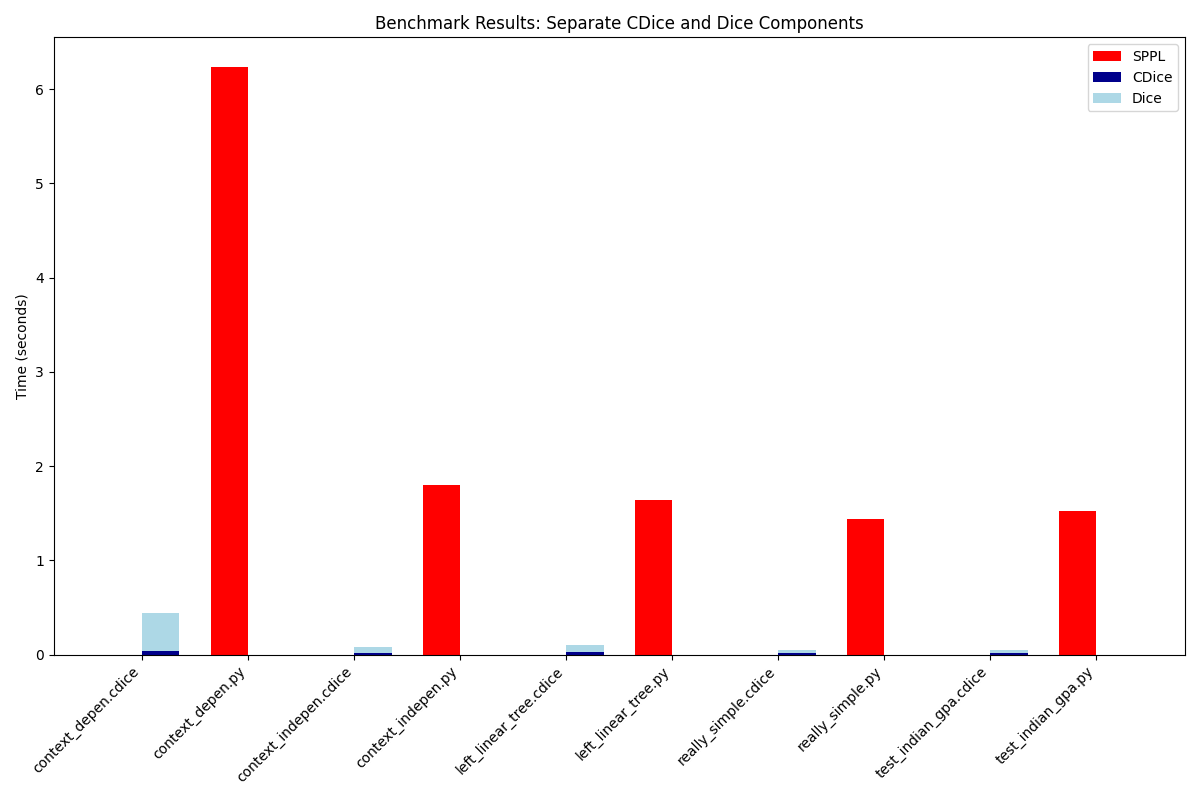 Benchmark Results: Separate CDice and Dice Components
SPPL
CDice
Dice
Time (seconds)
6
5
4
3
2
1
0
context_depen.cdice
context_depen.py
context_indepen.cdice
context_indepen.py
left_linear_tree.cdice
left_linear_tree.py
really_simple.cdice
really_simple.py
test_indian_gpa.cdice
test_indian_gpa.py